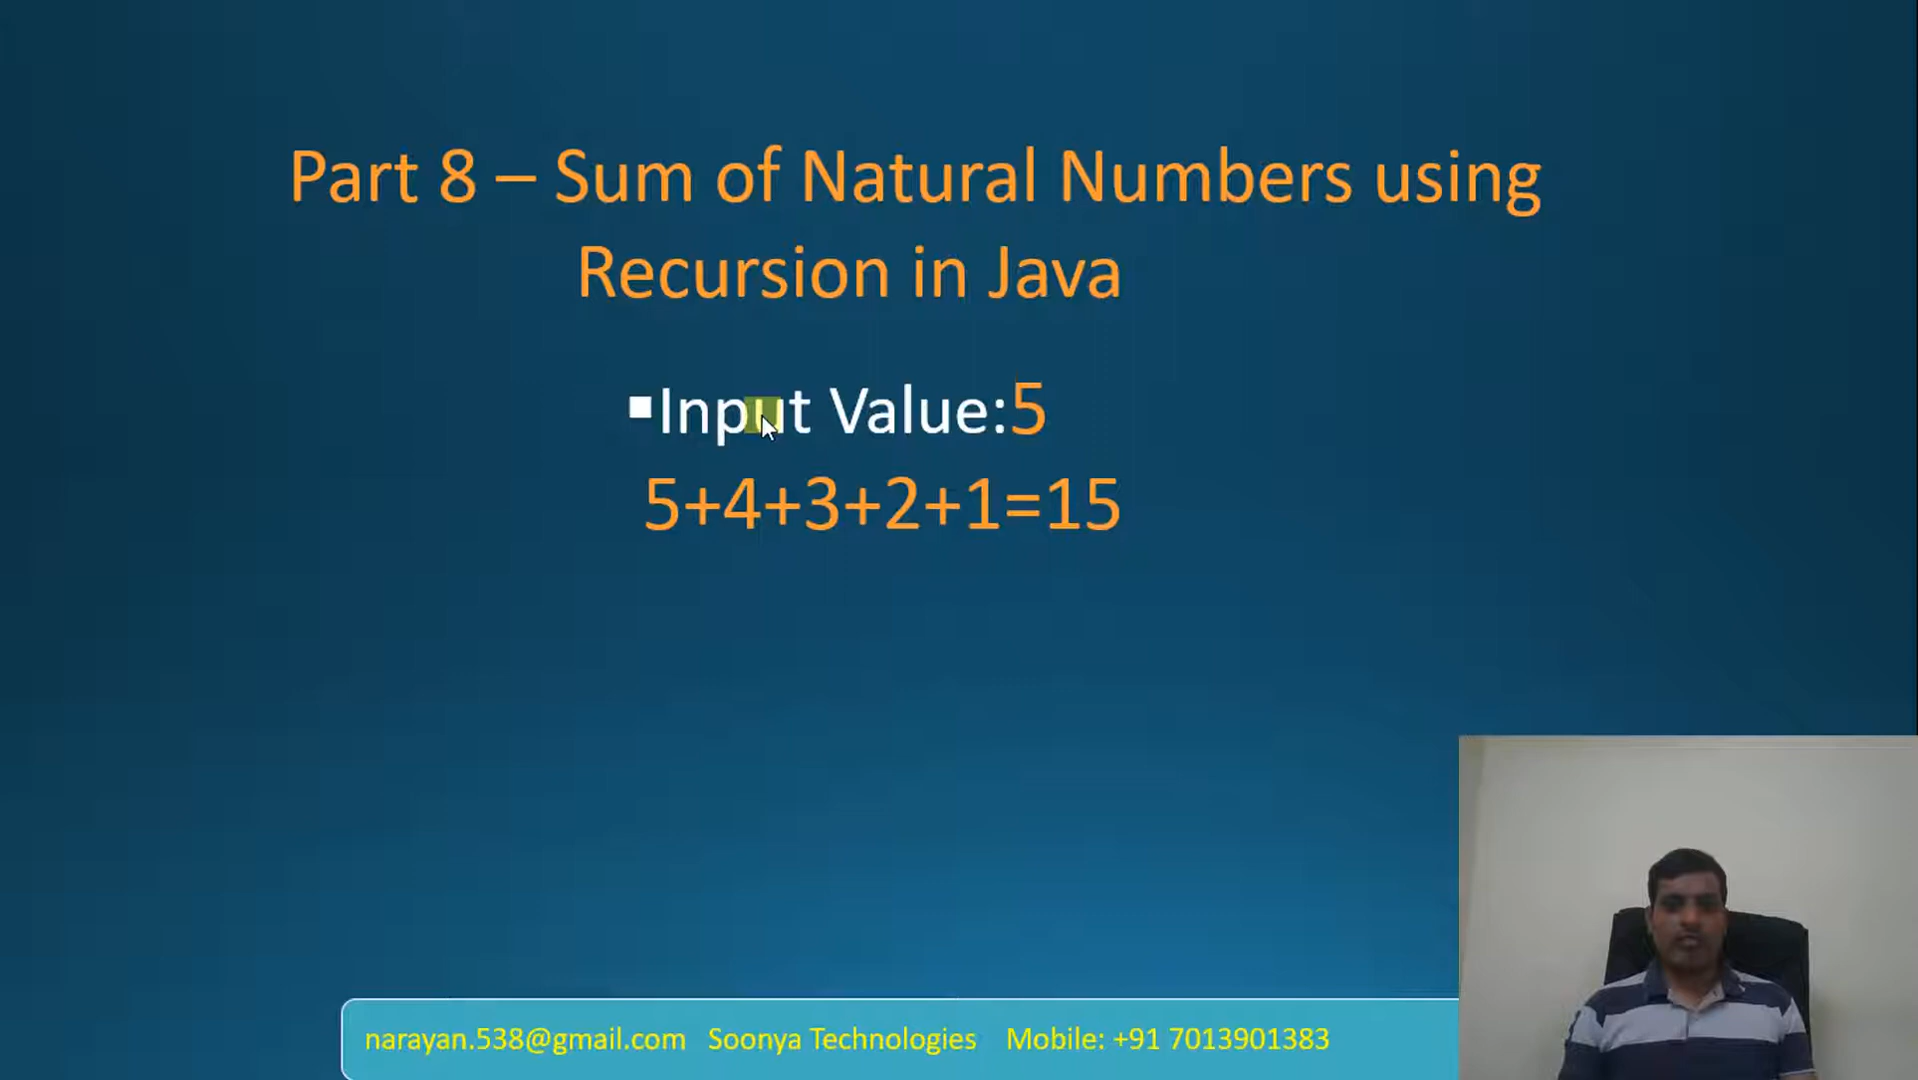 Part 8 – Sum of Natural Numbers using
Recursion in Java
Input Value:5
5+4+3+2+1=15
narayan.538@gmail.com Soonya Technologies Mobile: +91 7013901383